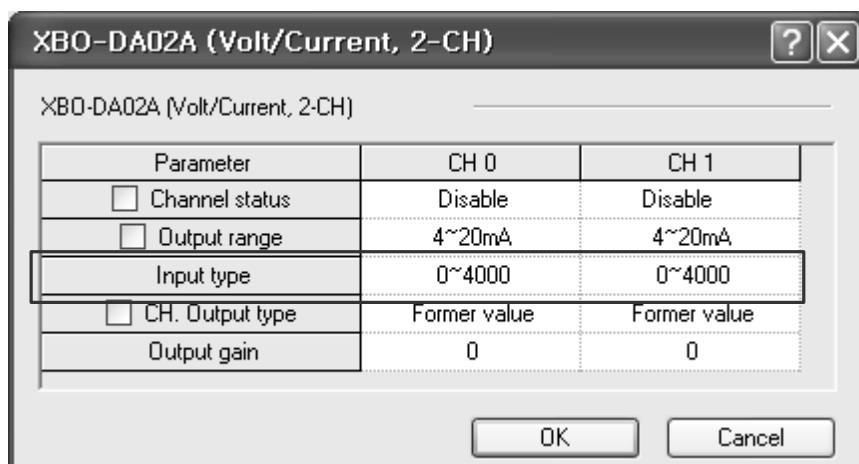 XBO-DA02A (Volt/Current, 2-CH)
XBO-DA02A (Volt/Current, 2-CH)
Parameter CH 0 CH 1
Channel status Disable Disable
Output range 4~20mA 4~20mA
Input type 0~4000 0~4000
CH. Output type Former value Former value
Output gain 0 0
OK Cancel